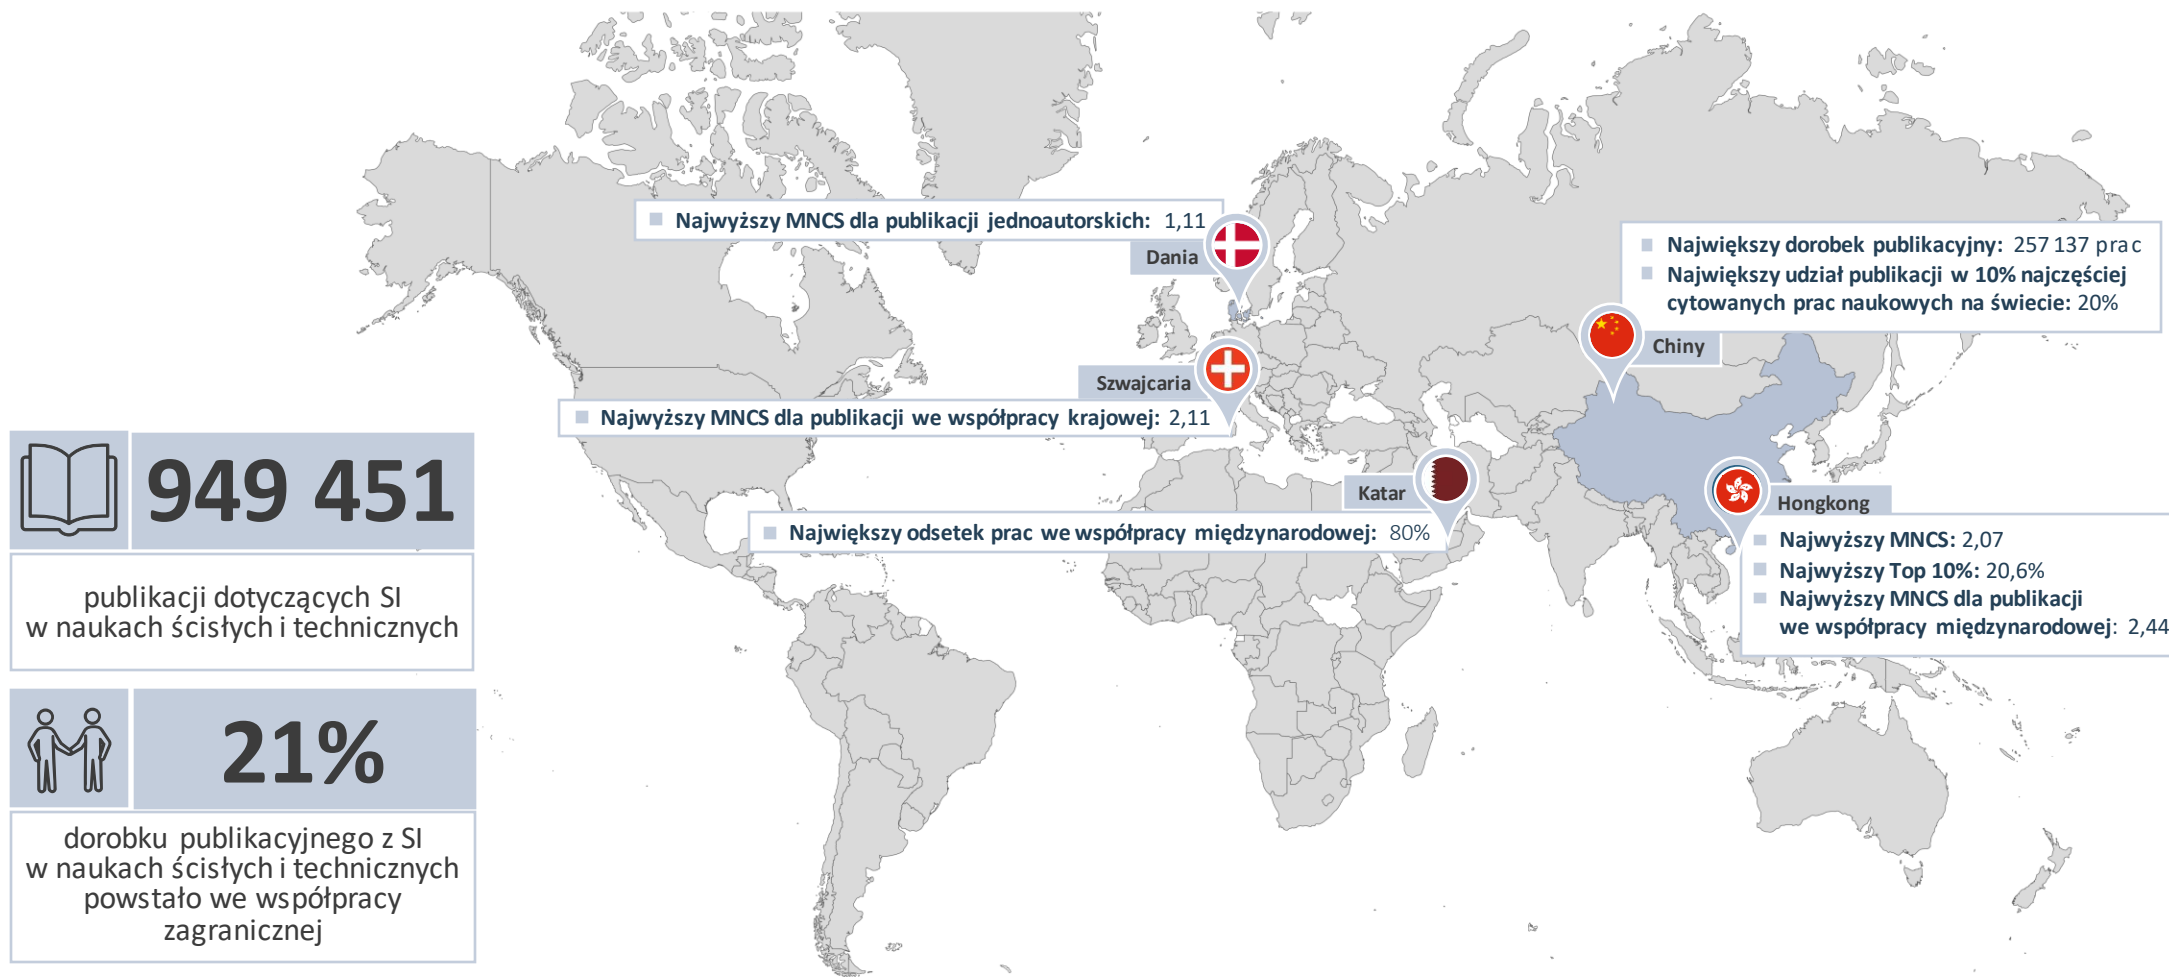 Najwyższy MNCS dla publikacji jednoautorskich: 1,11
Dania
Największy dorobek publikacyjny: 257 137 prac
Największy udział publikacji w 10% najczęściej
cytowanych prac naukowych na świecie: 20%
Chiny
Szwajcaria
Najwyższy MNCS dla publikacji we współpracy krajowej: 2,11
Katar
Największy odsetek prac we współpracy międzynarodowej: 80%
Hongkong
Najwyższy MNCS: 2,07
Najwyższy Top 10%: 20,6%
Najwyższy MNCS dla publikacji
we współpracy międzynarodowej: 2,44
949 451
publikacji dotyczących SI
w naukach ścisłych i technicznych
21%
dorobku publikacyjnego z SI
w naukach ścisłych i technicznych
powstało we współpracy
zagranicznej